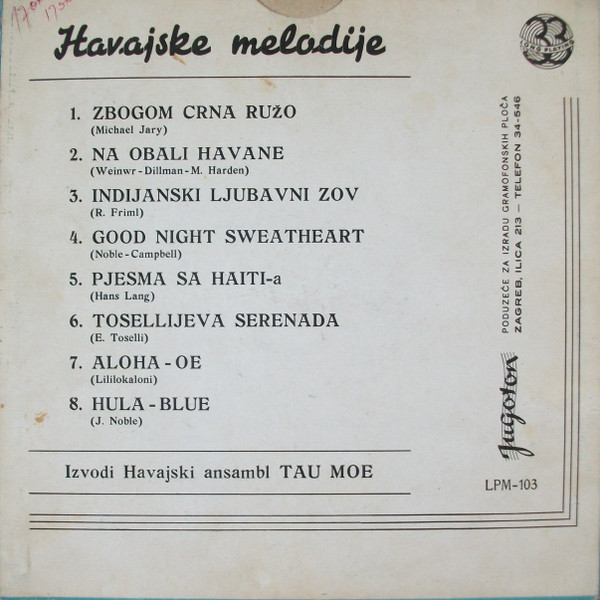 Havajske melodije
33
LONG PLAYING
1. ZBOGOM CRNA RUŽO
(Michael Jary)
2. NA OBALI HAVANE
(Weinwr - Dillman - M. Harden)
3. INDIJANSKI LJUBAVNI ZOV
(R. Friml)
4. GOOD NIGHT SWEATHEART
(Noble - Campbell)
5. PJESMA SA HAITI-a
(Hans Lang)
6. TOSELLIJEVA SERENADA
(E. Toselli)
7. ALOHA - OE
(Lililokaloni)
8. HULA - BLUE
(J. Noble)
Izvodi Havajski ansambl TAU MOE
Jugoton
PODUZEĆE ZA IZRADU GRAMOFONSKIH PLOČA
ZAGREB, ILICA 213 — TELEFON 34-546
LPM-103